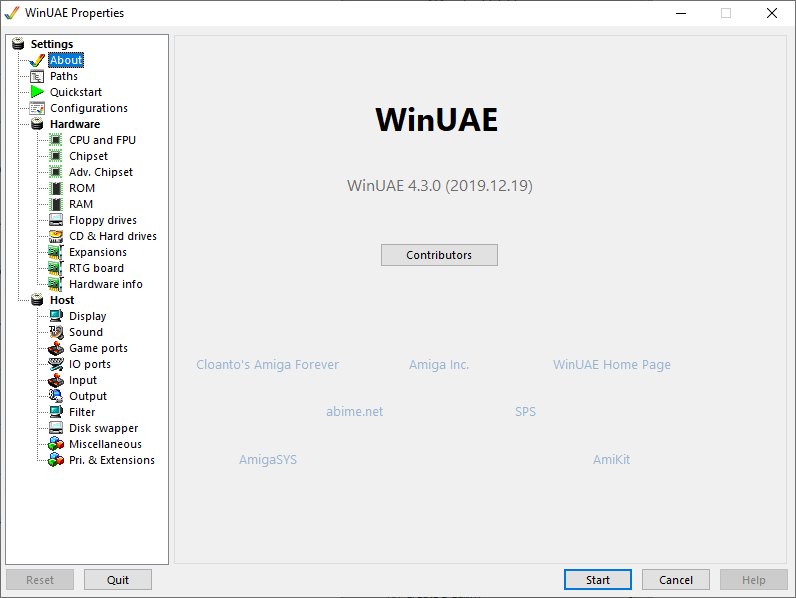 WinUAE Properties
Settings
About
Paths
Quickstart
Configurations
Hardware
CPU and FPU
Chipset
Adv. Chipset
ROM
RAM
Floppy drives
CD & Hard drives
Expansions
RTG board
Hardware info
Host
Display
Sound
Game ports
IO ports
Input
Output
Filter
Disk swapper
Miscellaneous
Pri. & Extensions
WinUAE
WinUAE 4.3.0 (2019.12.19)
Contributors
Cloanto's Amiga Forever Amiga Inc. WinUAE Home Page
abime.net SPS
AmigaSYS AmiKit
Reset Quit Start Cancel Help